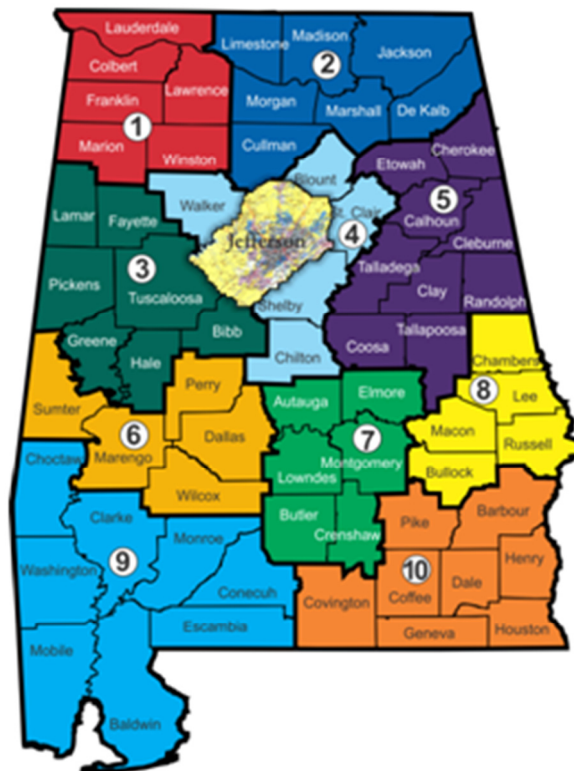 Lauderdale
Limestone
Madison
Jackson
Colbert
2
Lawrence
Franklin
Morgan
Marshall
De Kalb
1
Marion
Winston
Cullman
Cherokee
Etowah
Blount
Walker
St. Clair
5
Lamar
Fayette
Calhoun
4
Jefferson
Cleburne
3
Talladega
Pickens
Tuscaloosa
Clay
Randolph
Shelby
Bibb
Tallapoosa
Greene
Hale
Coosa
Chilton
Chambers
Perry
Elmore
8
Autauga
Lee
Sumter
6
7
Dallas
Macon
Marengo
Russell
Choctaw
Montgomery
Lowndes
Bullock
Wilcox
Clarke
Butler
Pike
Barbour
Monroe
Crenshaw
9
Henry
Washington
10
Dale
Conecuh
Covington
Coffee
Escambia
Geneva
Houston
Mobile
Baldwin